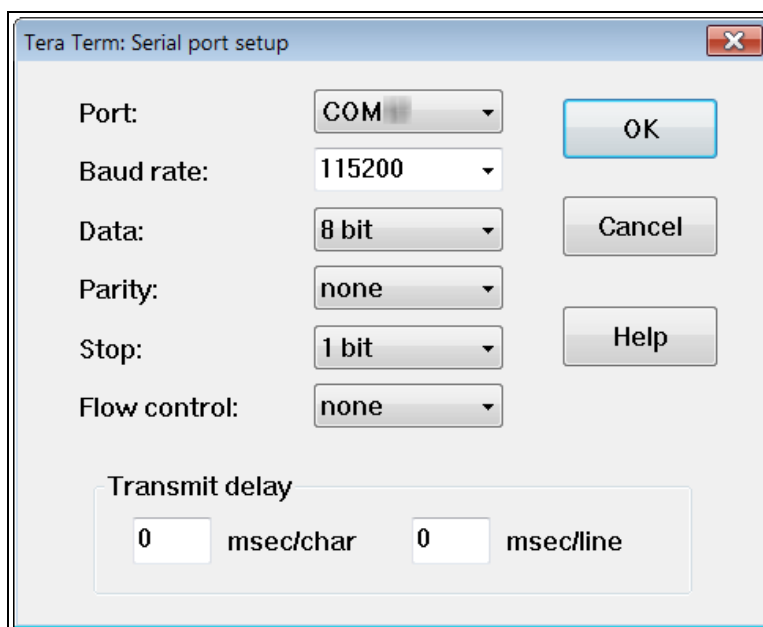 Tera Term: Serial port setup
Port: COM OK
Baud rate: 115200
Data: 8 bit Cancel
Parity: none
Stop: 1 bit Help
Flow control: none
Transmit delay
0 msec/char 0 msec/line